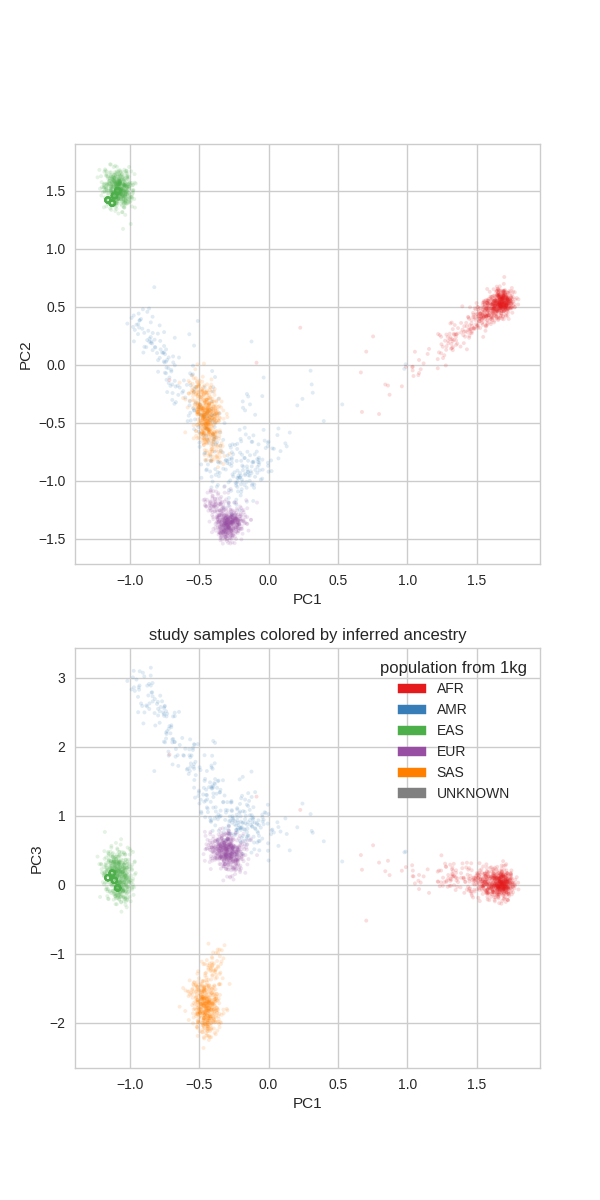 1.5
1.0
0.5
0.0
−0.5
−1.0
−1.5
PC2
−1.0 −0.5 0.0 0.5 1.0 1.5
PC1
study samples colored by inferred ancestry
population from 1kg
AFR
AMR
EAS
EUR
SAS
UNKNOWN
3
2
1
0
−1
−2
PC3
−1.0 −0.5 0.0 0.5 1.0 1.5
PC1